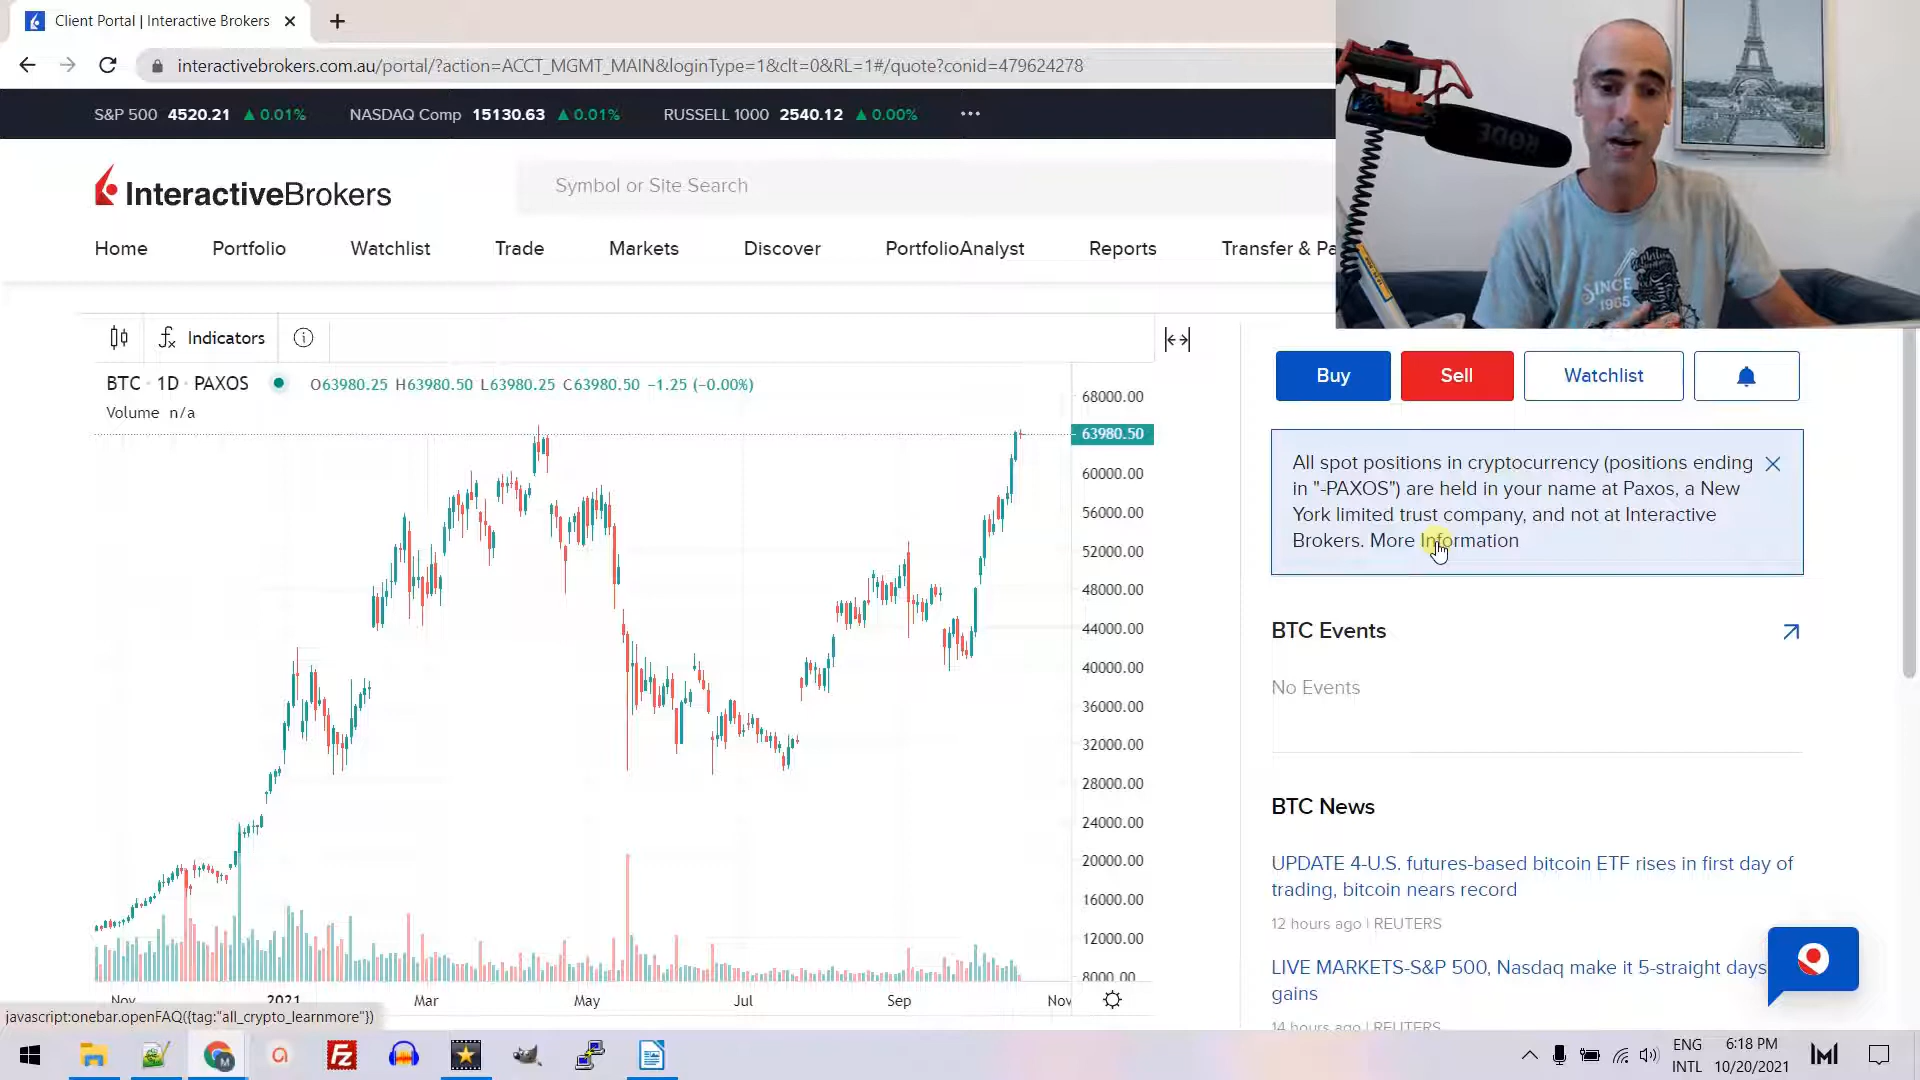 Client Portal | Interactive Brokers
interactivebrokers.com.au/portal/?action=ACCT_MGMT_MAIN&loginType=1&clt=0&RL=1#/quote?conid=479624278
S&P 500 4520.21 ▲ 0.01% NASDAQ Comp 15130.63 ▲ 0.01% RUSSELL 1000 2540.12 ▲ 0.00% •••
InteractiveBrokers
Symbol or Site Search
Home Portfolio Watchlist Trade Markets Discover PortfolioAnalyst Reports Transfer & Pa
RODE
SINCE
1965
Indicators
BTC · 1D · PAXOS O63980.25 H63980.50 L63980.25 C63980.50 −1.25 (−0.00%)
Volume n/a
68000.00
63980.50
60000.00
56000.00
52000.00
48000.00
44000.00
40000.00
36000.00
32000.00
28000.00
24000.00
20000.00
16000.00
12000.00
8000.00
Nov 2021 Mar May Jul Sep Nov
Buy Sell Watchlist
All spot positions in cryptocurrency (positions ending
in "-PAXOS") are held in your name at Paxos, a New
York limited trust company, and not at Interactive
Brokers. More Information
BTC Events
No Events
BTC News
UPDATE 4-U.S. futures-based bitcoin ETF rises in first day of
trading, bitcoin nears record
12 hours ago | REUTERS
LIVE MARKETS-S&P 500, Nasdaq make it 5-straight days
gains
14 hours ago | REUTERS
javascript:onebar.openFAQ({tag:"all_crypto_learnmore"})
ENG
INTL
6:18 PM
10/20/2021